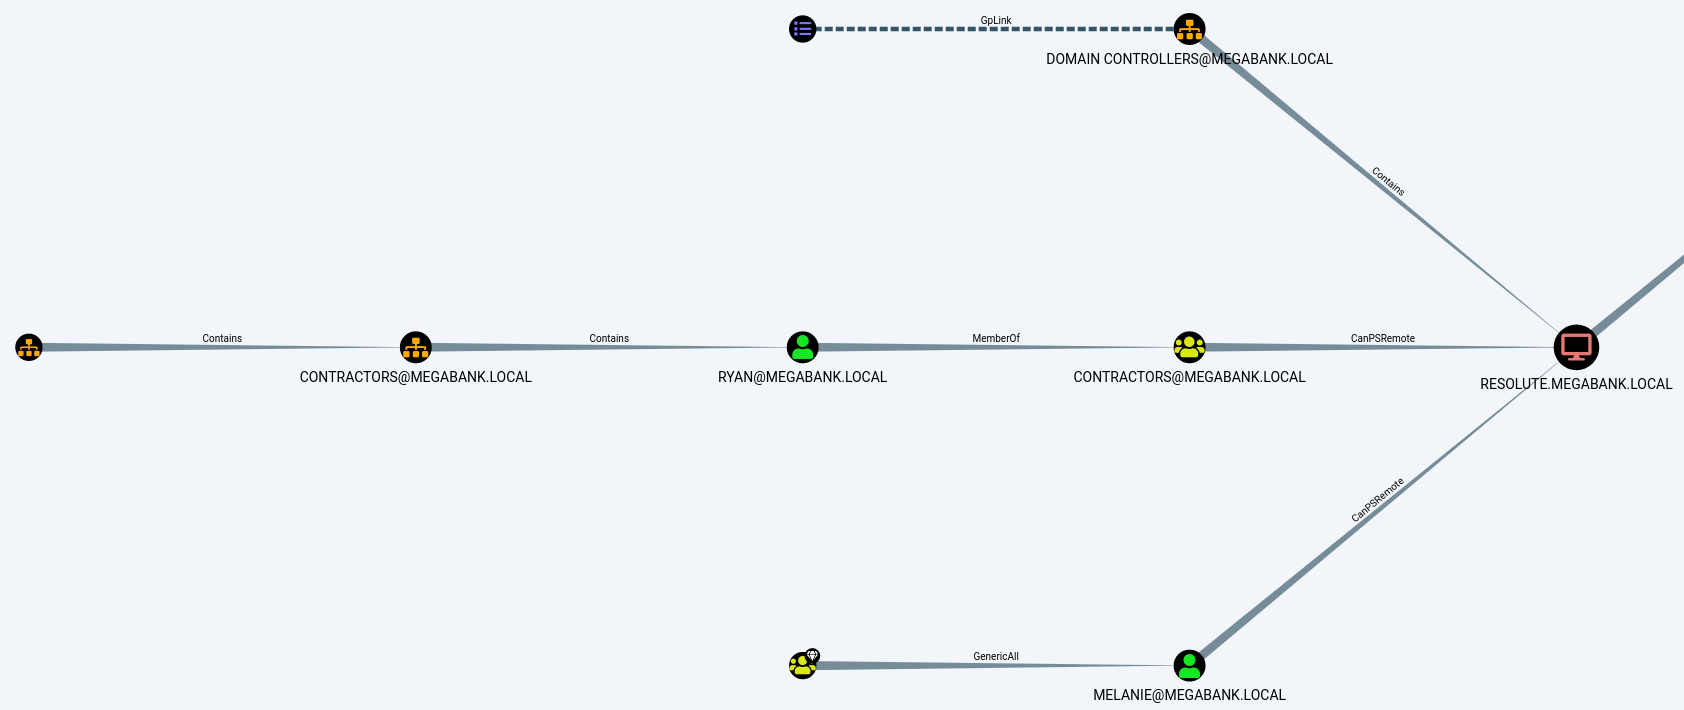 GpLink
DOMAIN CONTROLLERS@MEGABANK.LOCAL
Contains
Contains
Contains
MemberOf
CanPSRemote
CONTRACTORS@MEGABANK.LOCAL
RYAN@MEGABANK.LOCAL
CONTRACTORS@MEGABANK.LOCAL
RESOLUTE.MEGABANK.LOCAL
CanPSRemote
GenericAll
MELANIE@MEGABANK.LOCAL